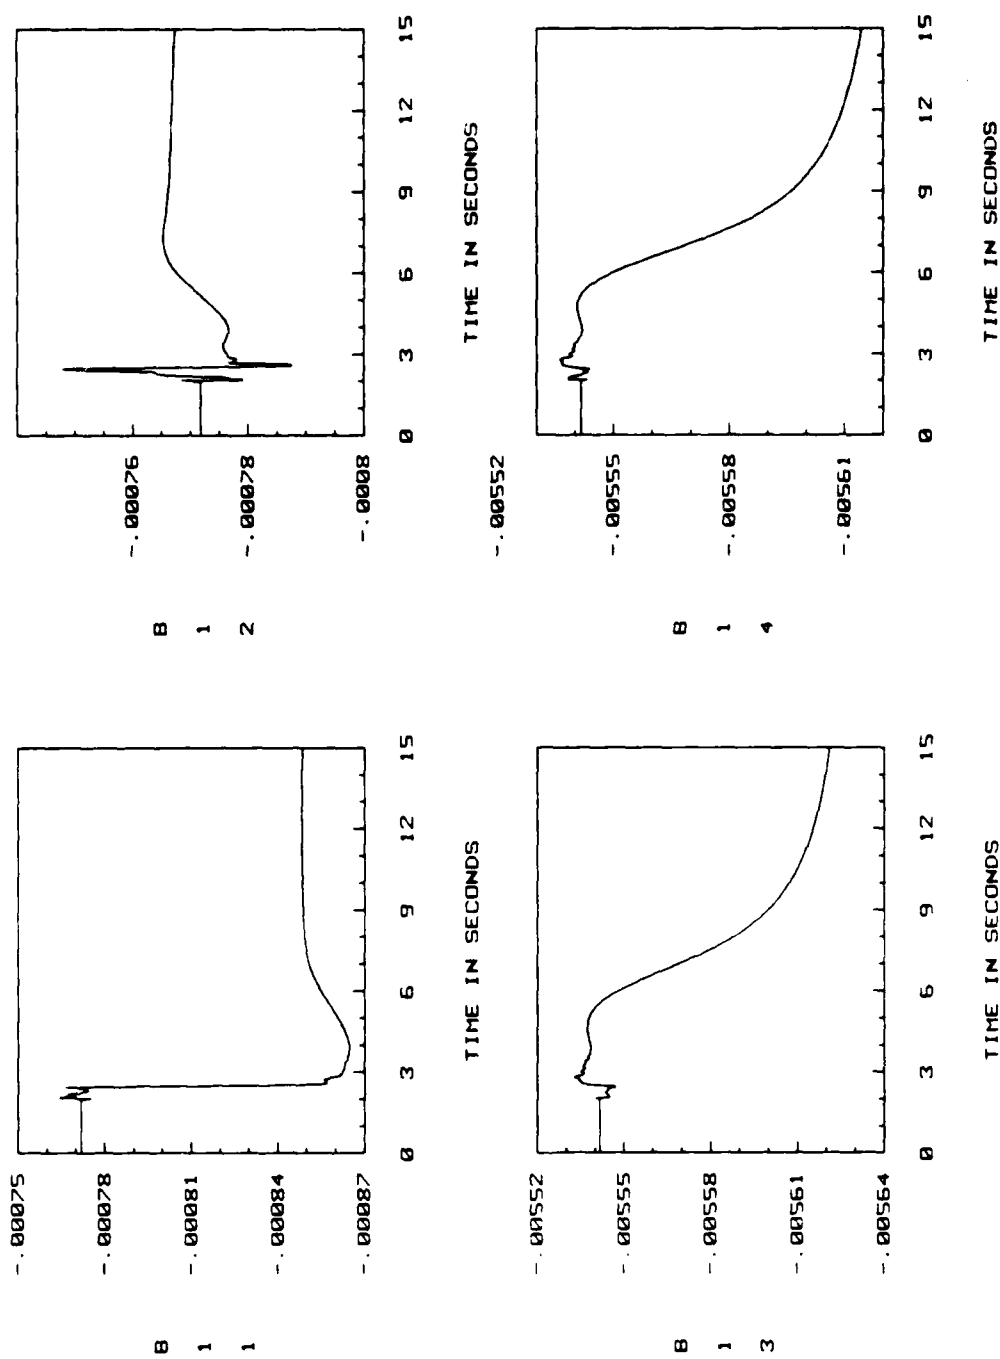 -.00075
-.00078
-.00081
-.00084
-.00087
B
1
1
0 3 6 9 12 15
TIME IN SECONDS
-.00076
-.00078
-.0008
B
1
2
0 3 6 9 12 15
TIME IN SECONDS
-.00552
-.00555
-.00558
-.00561
-.00564
B
1
3
0 3 6 9 12 15
TIME IN SECONDS
-.00552
-.00555
-.00558
-.00561
B
1
4
0 3 6 9 12 15
TIME IN SECONDS